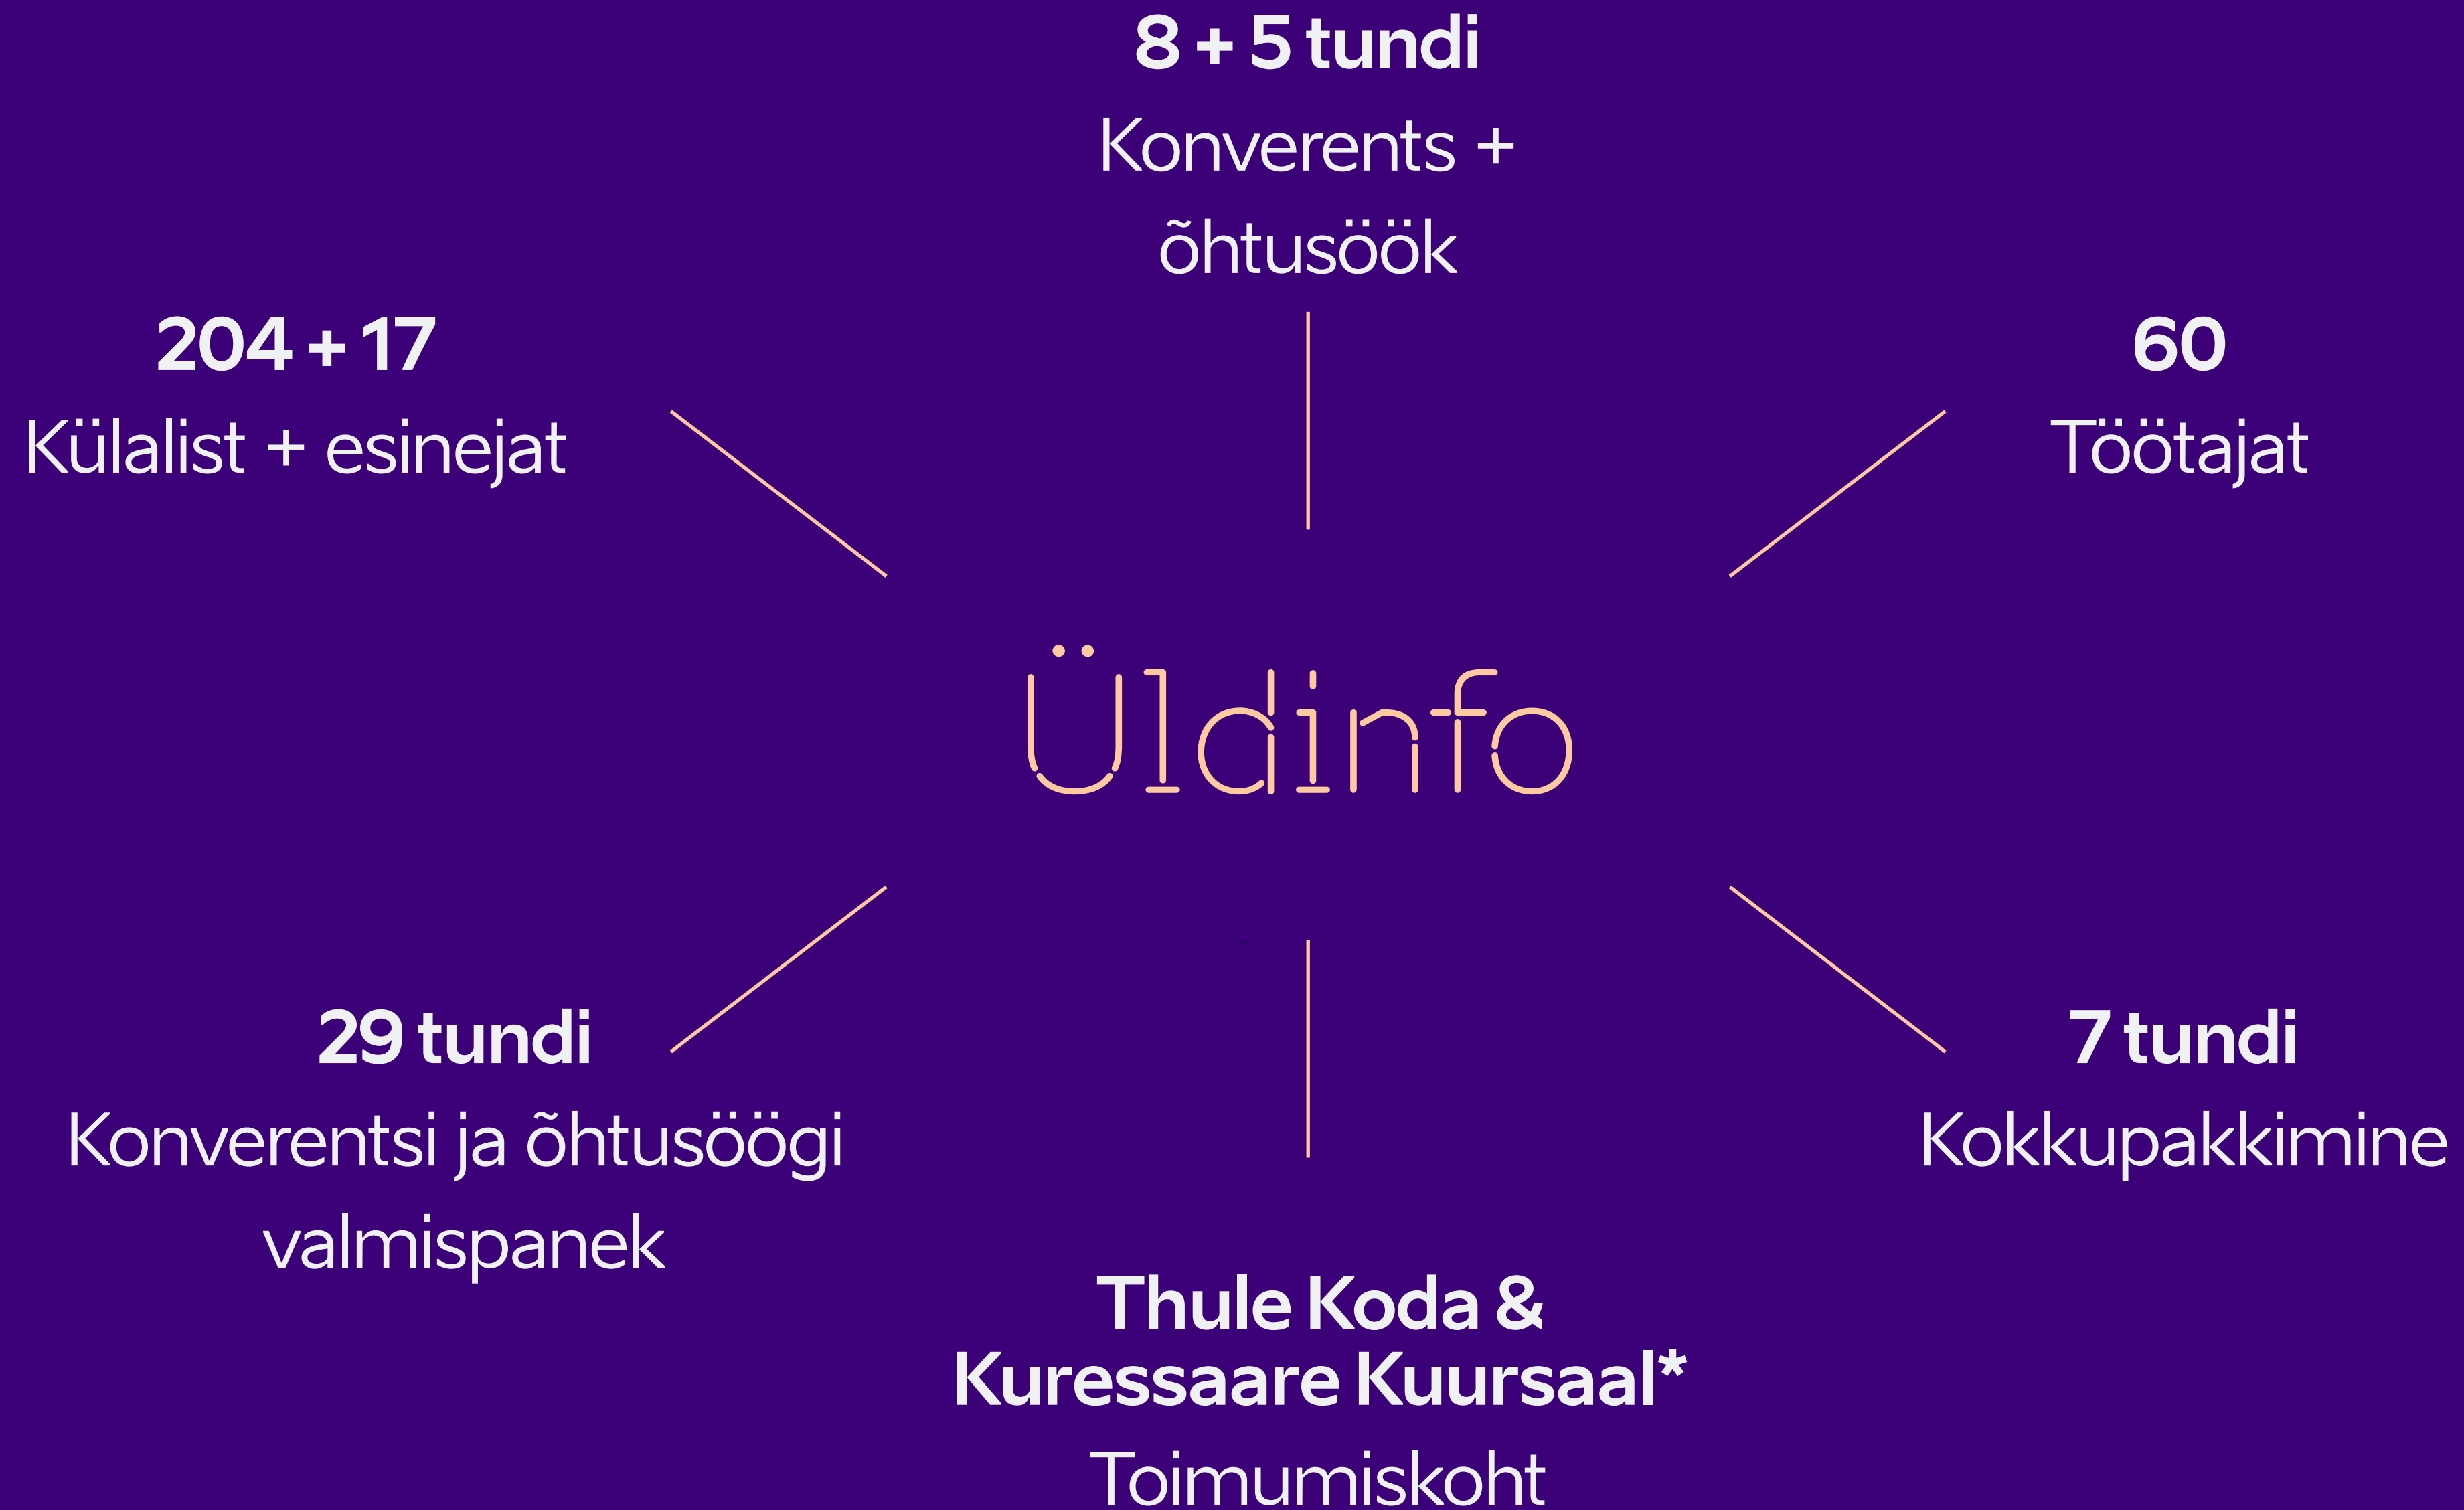 8 + 5 tundi
Konverents +
õhtusöök
204 + 17
Külalist + esinejat
60
Töötajat
Üldinfo
29 tundi
Konverentsi ja õhtusöögi
valmispanek
7 tundi
Kokkupakkimine
Thule Koda &
Kuressaare Kuursaal*
Toimumiskoht